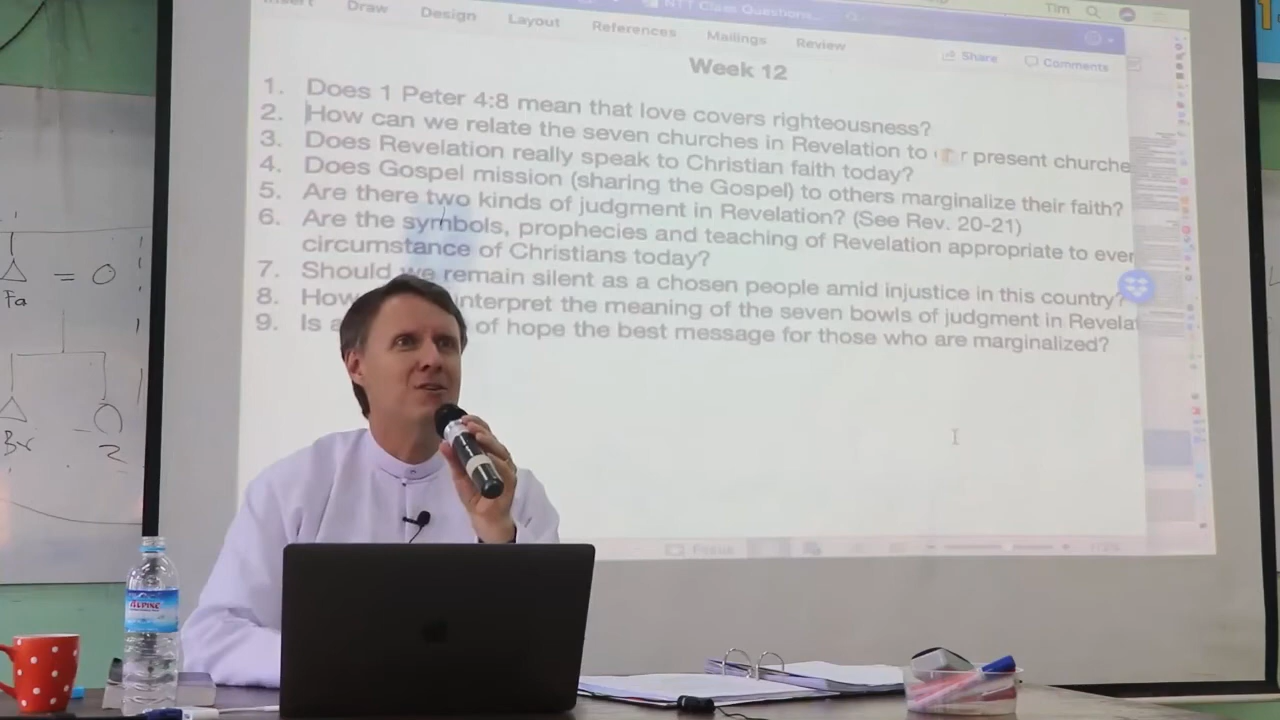 Tim
NTT Class Questions...
Insert Draw Design Layout References Mailings Review
Share Comments
Week 12
1. Does 1 Peter 4:8 mean that love covers righteousness?
2. How can we relate the seven churches in Revelation to r present churche
3. Does Revelation really speak to Christian faith today?
4. Does Gospel mission (sharing the Gospel) to others marginalize their faith?
5. Are there two kinds of judgment in Revelation? (See Rev. 20-21)
6. Are the symbols, prophecies and teaching of Revelation appropriate to ever
circumstance of Christians today?
7. Should we remain silent as a chosen people amid injustice in this country?
8. How interpret the meaning of the seven bowls of judgment in Revelat
9. Is a of hope the best message for those who are marginalized?
Focus
= O
Fa
Br
2
ALPINE
1